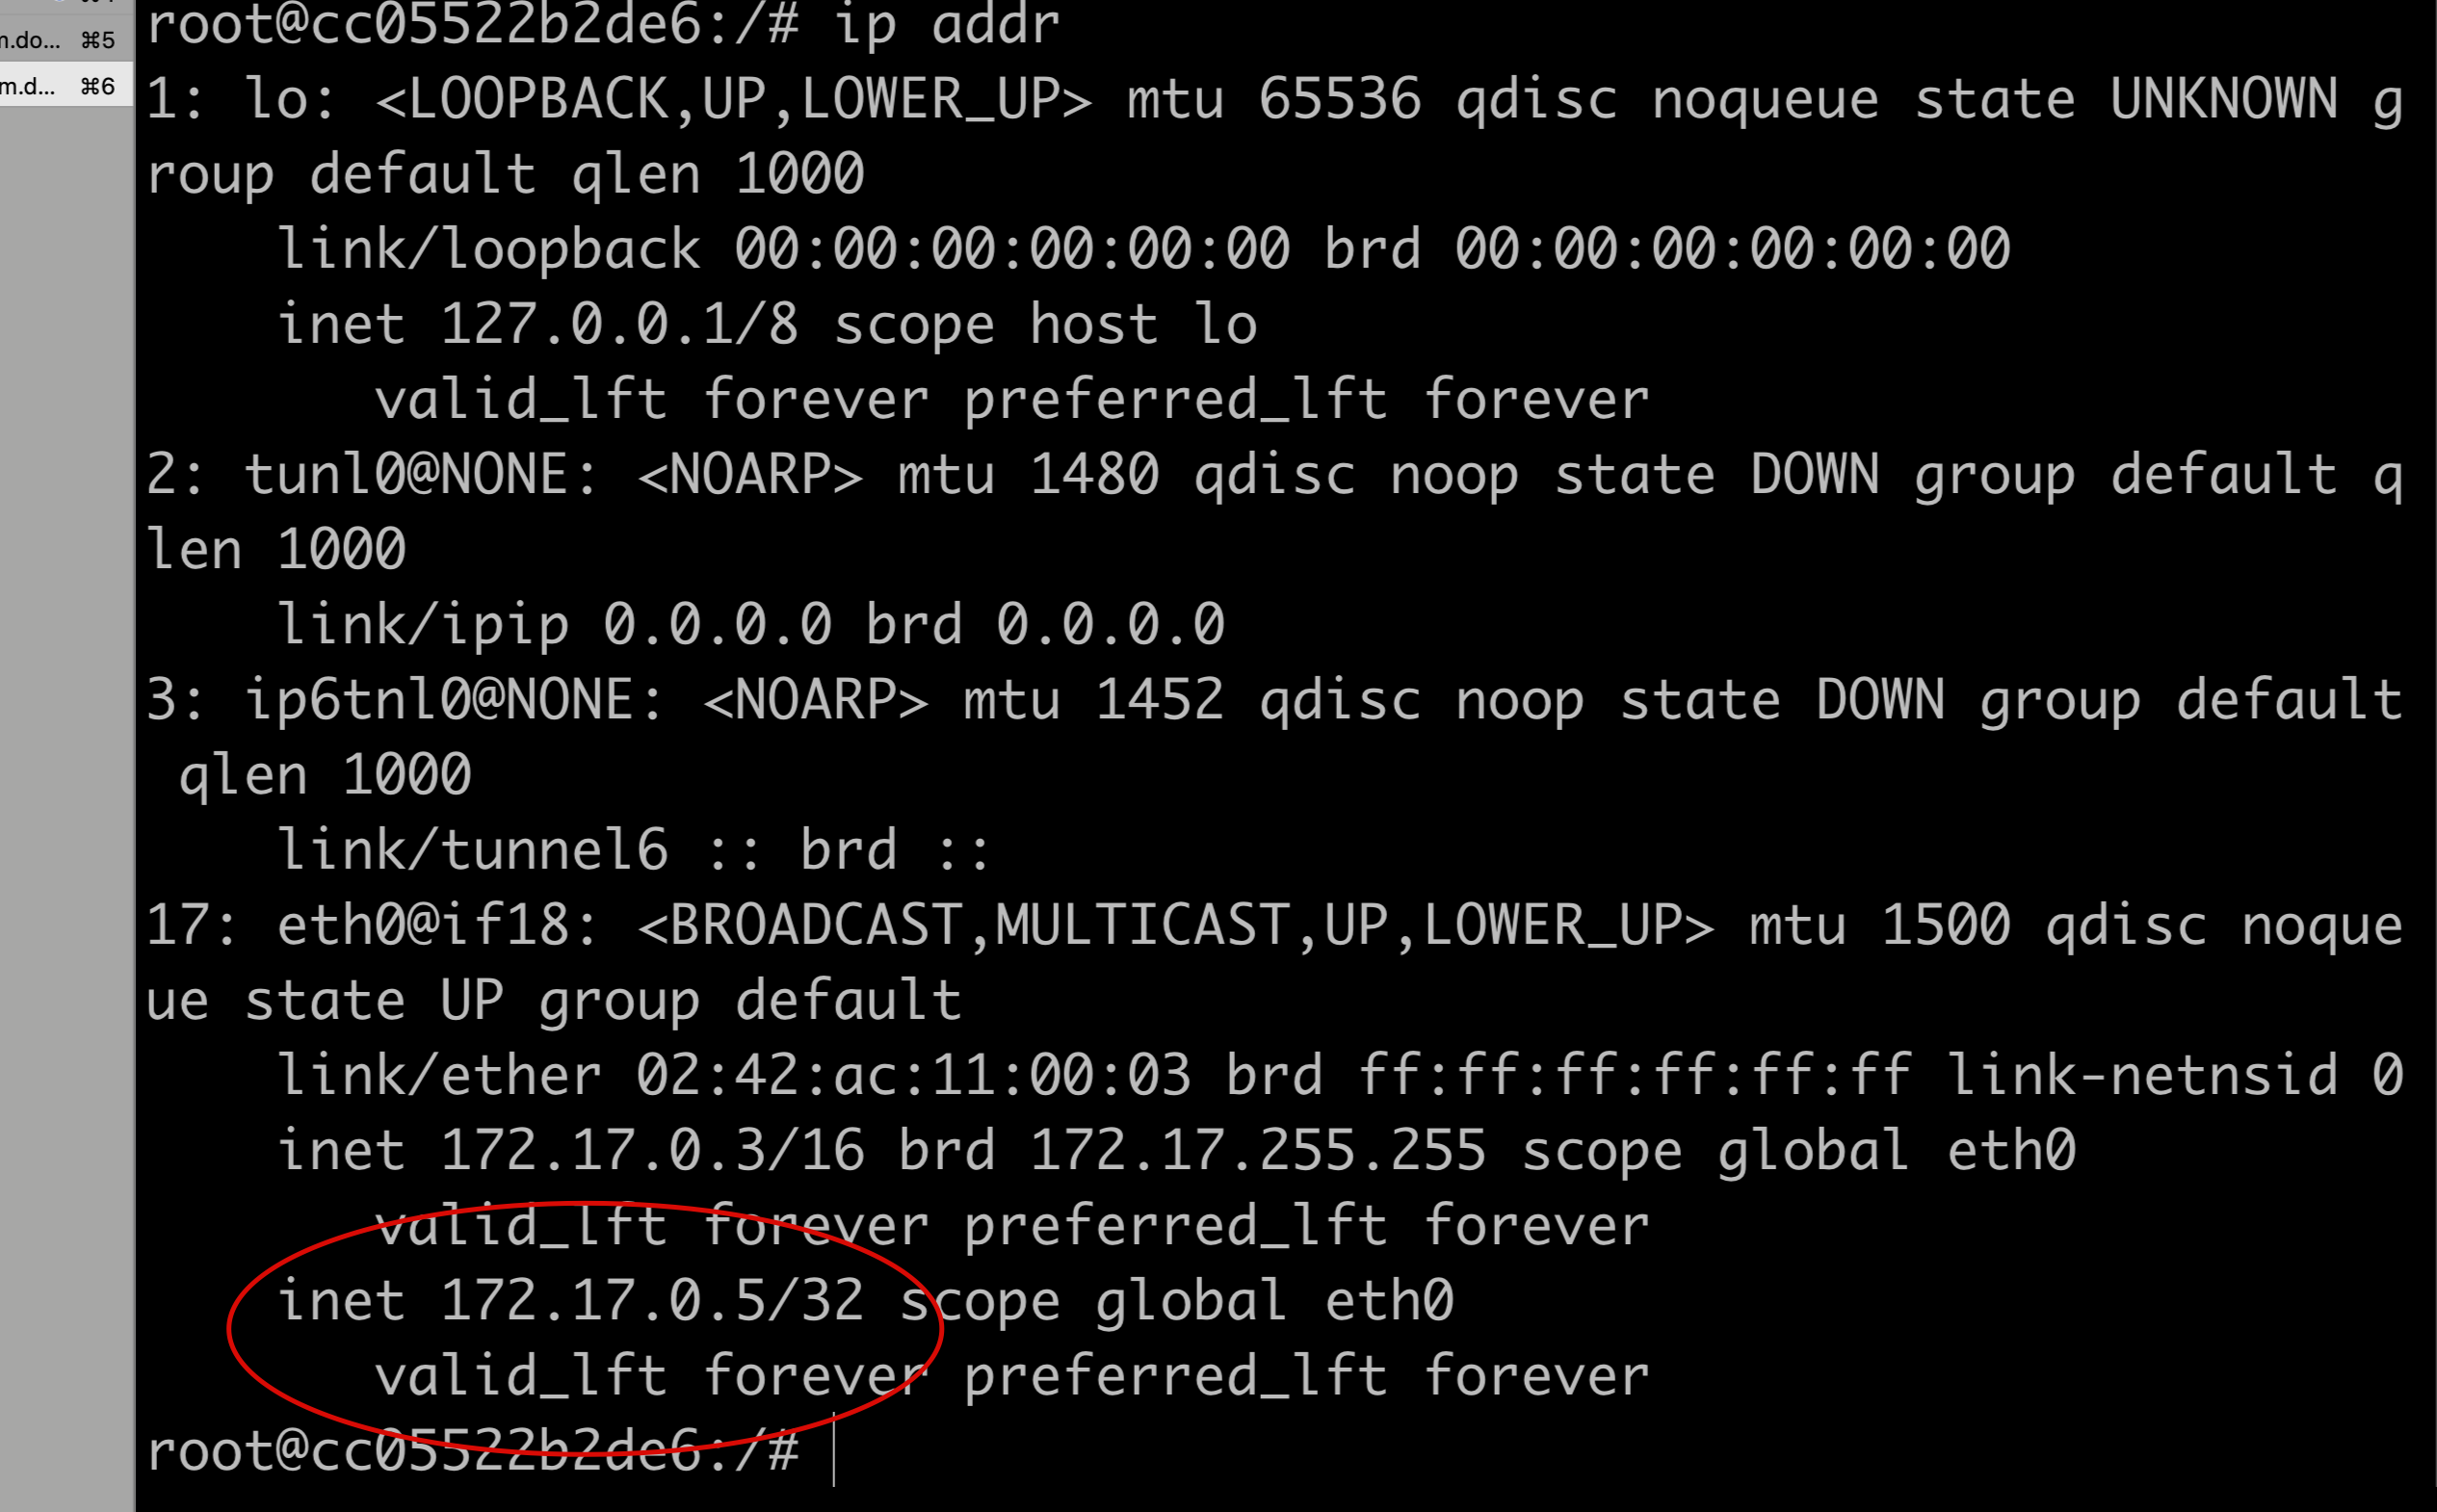 m.do... ⌘5
m.d... ⌘6
root@cc05522b2de6:/# ip addr
1: lo: <LOOPBACK,UP,LOWER_UP> mtu 65536 qdisc noqueue state UNKNOWN g
roup default qlen 1000
    link/loopback 00:00:00:00:00:00 brd 00:00:00:00:00:00
    inet 127.0.0.1/8 scope host lo
       valid_lft forever preferred_lft forever
2: tunl0@NONE: <NOARP> mtu 1480 qdisc noop state DOWN group default q
len 1000
    link/ipip 0.0.0.0 brd 0.0.0.0
3: ip6tnl0@NONE: <NOARP> mtu 1452 qdisc noop state DOWN group default
 qlen 1000
    link/tunnel6 :: brd ::
17: eth0@if18: <BROADCAST,MULTICAST,UP,LOWER_UP> mtu 1500 qdisc noque
ue state UP group default
    link/ether 02:42:ac:11:00:03 brd ff:ff:ff:ff:ff:ff link-netnsid 0
    inet 172.17.0.3/16 brd 172.17.255.255 scope global eth0
       valid_lft forever preferred_lft forever
    inet 172.17.0.5/32 scope global eth0
       valid_lft forever preferred_lft forever
root@cc05522b2de6:/#